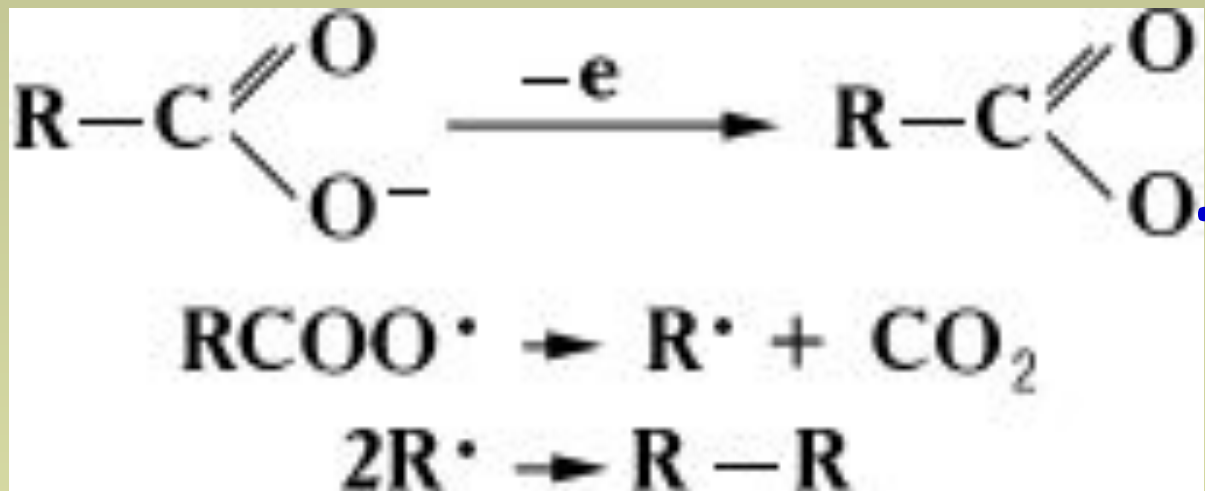 O O
R—C –e R—C
O– O·
RCOO· → R· + CO₂
2R· → R—R